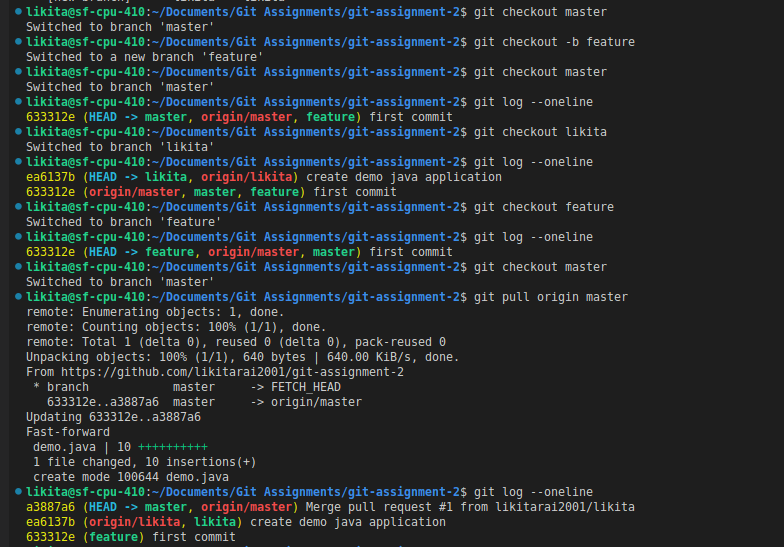 likita@sf-cpu-410:~/Documents/Git Assignments/git-assignment-2$ git checkout master
Switched to branch 'master'
likita@sf-cpu-410:~/Documents/Git Assignments/git-assignment-2$ git checkout -b feature
Switched to a new branch 'feature'
likita@sf-cpu-410:~/Documents/Git Assignments/git-assignment-2$ git checkout master
Switched to branch 'master'
likita@sf-cpu-410:~/Documents/Git Assignments/git-assignment-2$ git log --oneline
633312e (HEAD -> master, origin/master, feature) first commit
likita@sf-cpu-410:~/Documents/Git Assignments/git-assignment-2$ git checkout likita
Switched to branch 'likita'
likita@sf-cpu-410:~/Documents/Git Assignments/git-assignment-2$ git log --oneline
ea6137b (HEAD -> likita, origin/likita) create demo java application
633312e (origin/master, master, feature) first commit
likita@sf-cpu-410:~/Documents/Git Assignments/git-assignment-2$ git checkout feature
Switched to branch 'feature'
likita@sf-cpu-410:~/Documents/Git Assignments/git-assignment-2$ git log --oneline
633312e (HEAD -> feature, origin/master, master) first commit
likita@sf-cpu-410:~/Documents/Git Assignments/git-assignment-2$ git checkout master
Switched to branch 'master'
likita@sf-cpu-410:~/Documents/Git Assignments/git-assignment-2$ git pull origin master
remote: Enumerating objects: 1, done.
remote: Counting objects: 100% (1/1), done.
remote: Total 1 (delta 0), reused 0 (delta 0), pack-reused 0
Unpacking objects: 100% (1/1), 640 bytes | 640.00 KiB/s, done.
From https://github.com/likitarai2001/git-assignment-2
 * branch            master     -> FETCH_HEAD
   633312e..a3887a6  master     -> origin/master
Updating 633312e..a3887a6
Fast-forward
 demo.java | 10 ++++++++++
 1 file changed, 10 insertions(+)
 create mode 100644 demo.java
likita@sf-cpu-410:~/Documents/Git Assignments/git-assignment-2$ git log --oneline
a3887a6 (HEAD -> master, origin/master) Merge pull request #1 from likitarai2001/likita
ea6137b (origin/likita, likita) create demo java application
633312e (feature) first commit